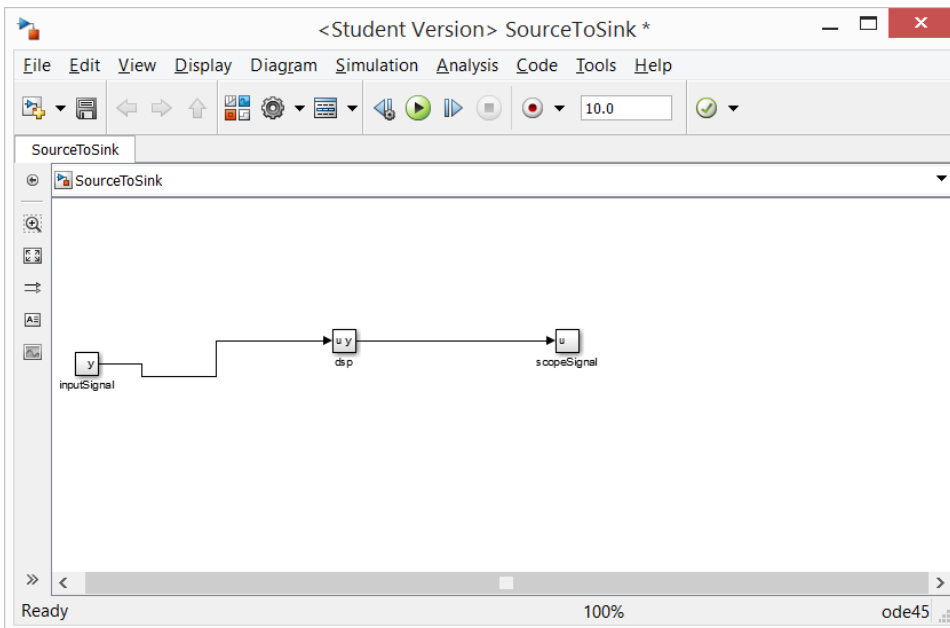 <Student Version> SourceToSink *
File Edit View Display Diagram Simulation Analysis Code Tools Help
10.0
SourceToSink
SourceToSink
u y
u
dsp
scopeSignal
y
inputSignal
Ready 100% ode45